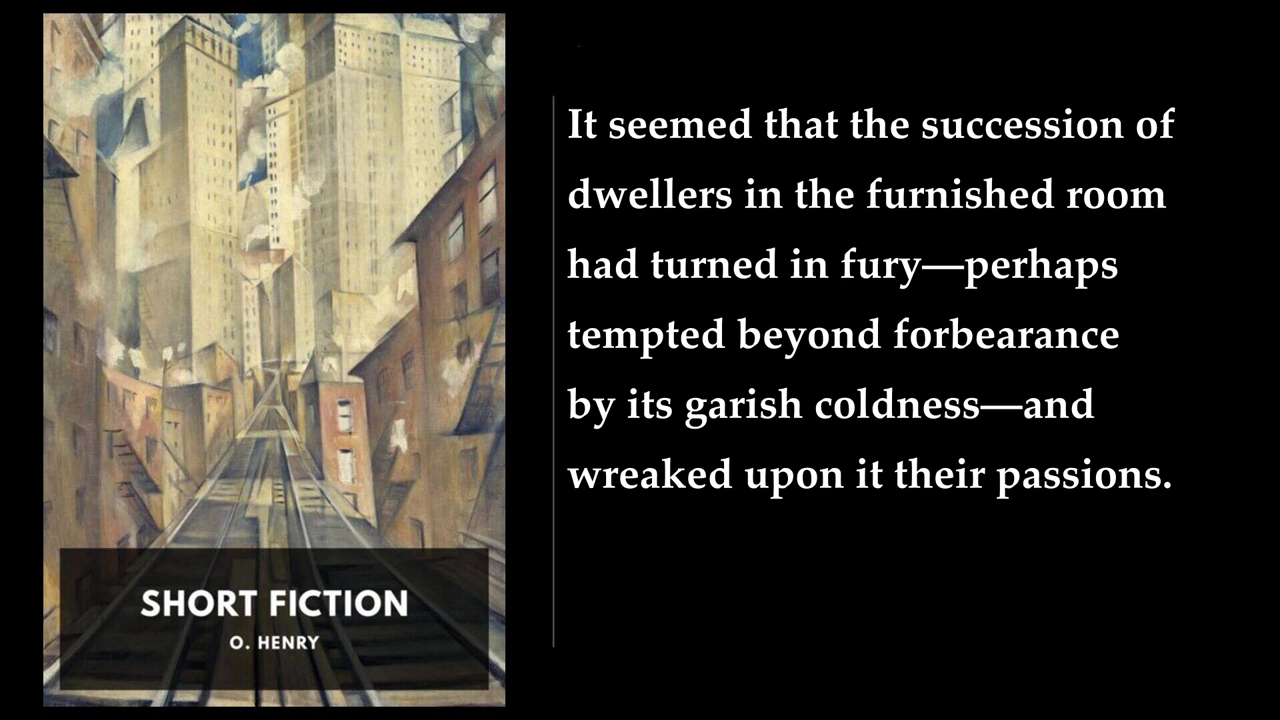 SHORT FICTION
O. HENRY
It seemed that the succession of
dwellers in the furnished room
had turned in fury—perhaps
tempted beyond forbearance
by its garish coldness—and
wreaked upon it their passions.